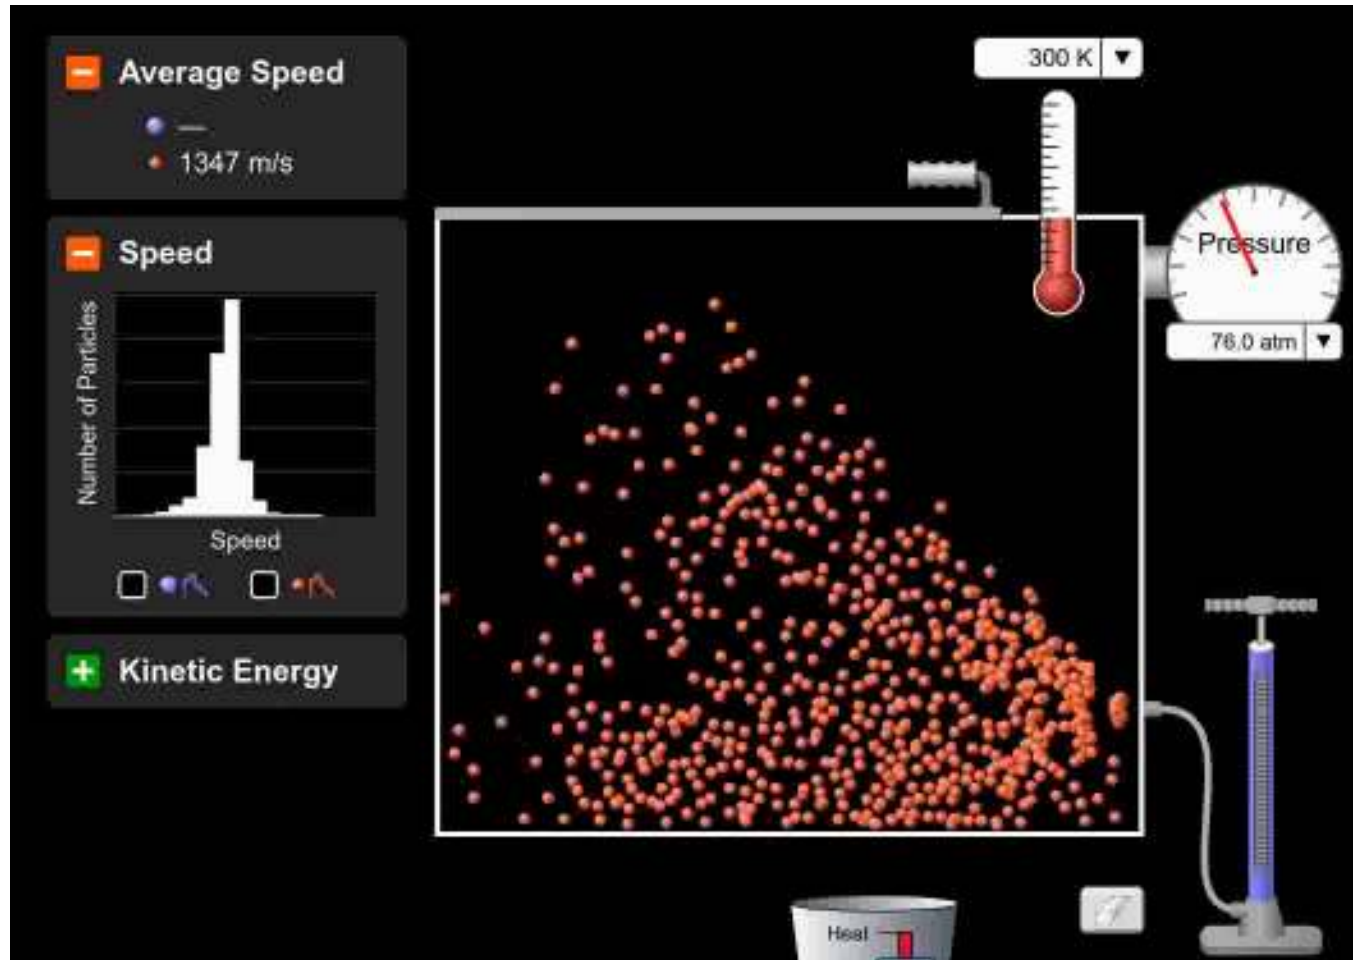 Average Speed
—
1347 m/s
Speed
Number of Particles
Speed
Kinetic Energy
300 K
Pressure
76.0 atm
Heat